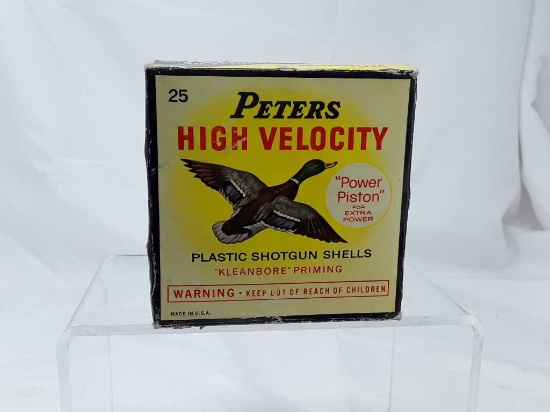 25
PETERS
HIGH VELOCITY
"Power
Piston"
FOR
EXTRA
POWER
PLASTIC SHOTGUN SHELLS
"KLEANBORE" PRIMING
WARNING - KEEP OUT OF REACH OF CHILDREN
MADE IN U.S.A.